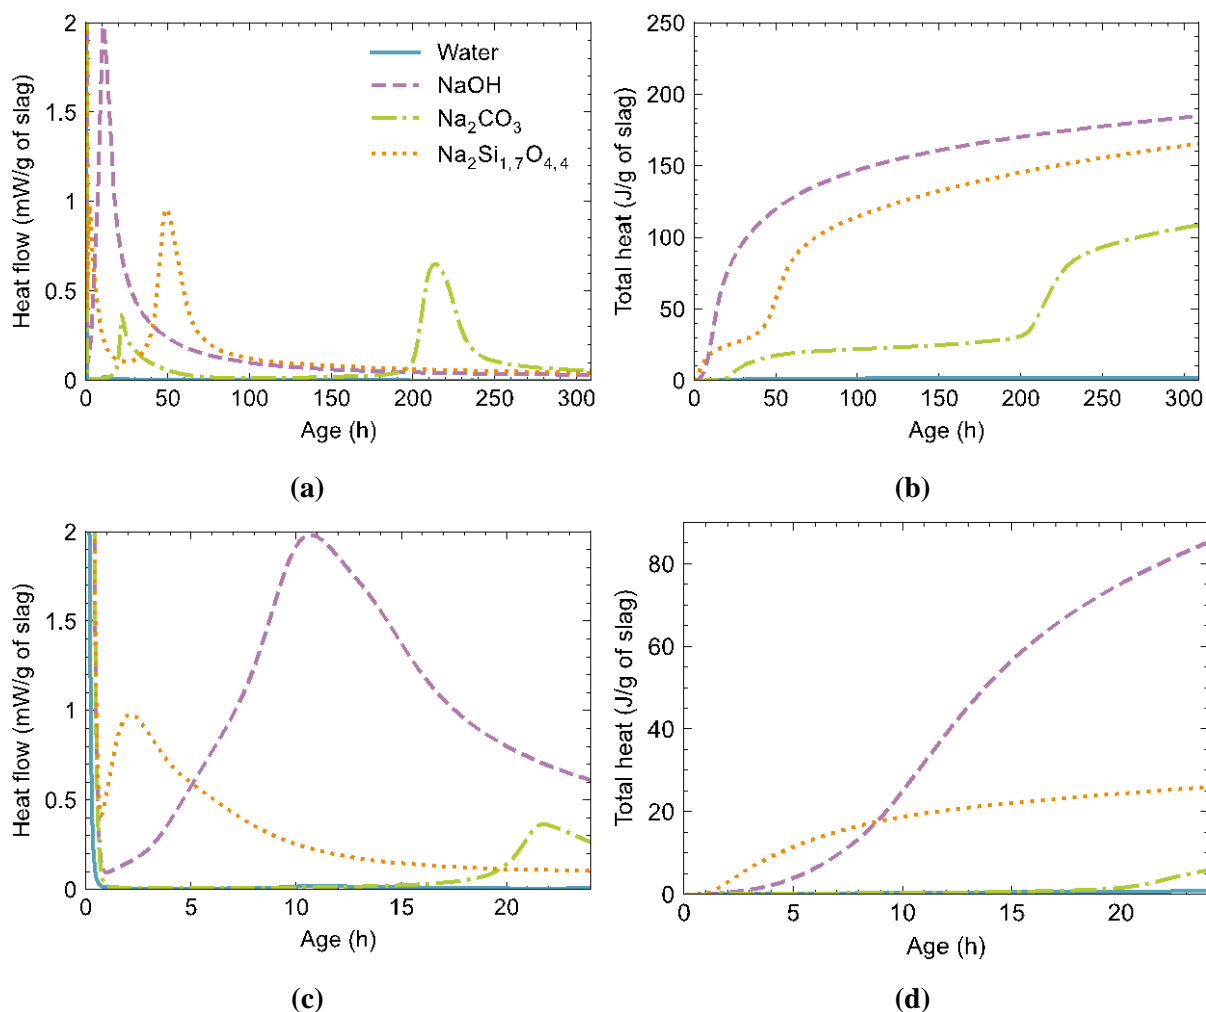 Heat flow (mW/g of slag)
2
1.5
1
0.5
0
Water
NaOH
Na₂CO₃
Na₂Si₁,₇O₄,₄
0 50 100 150 200 250 300
Age (h)
(a)
Total heat (J/g of slag)
250
200
150
100
50
0
0 50 100 150 200 250 300
Age (h)
(b)
Heat flow (mW/g of slag)
2
1.5
1
0.5
0
0 5 10 15 20
Age (h)
(c)
Total heat (J/g of slag)
80
60
40
20
0
0 5 10 15 20
Age (h)
(d)